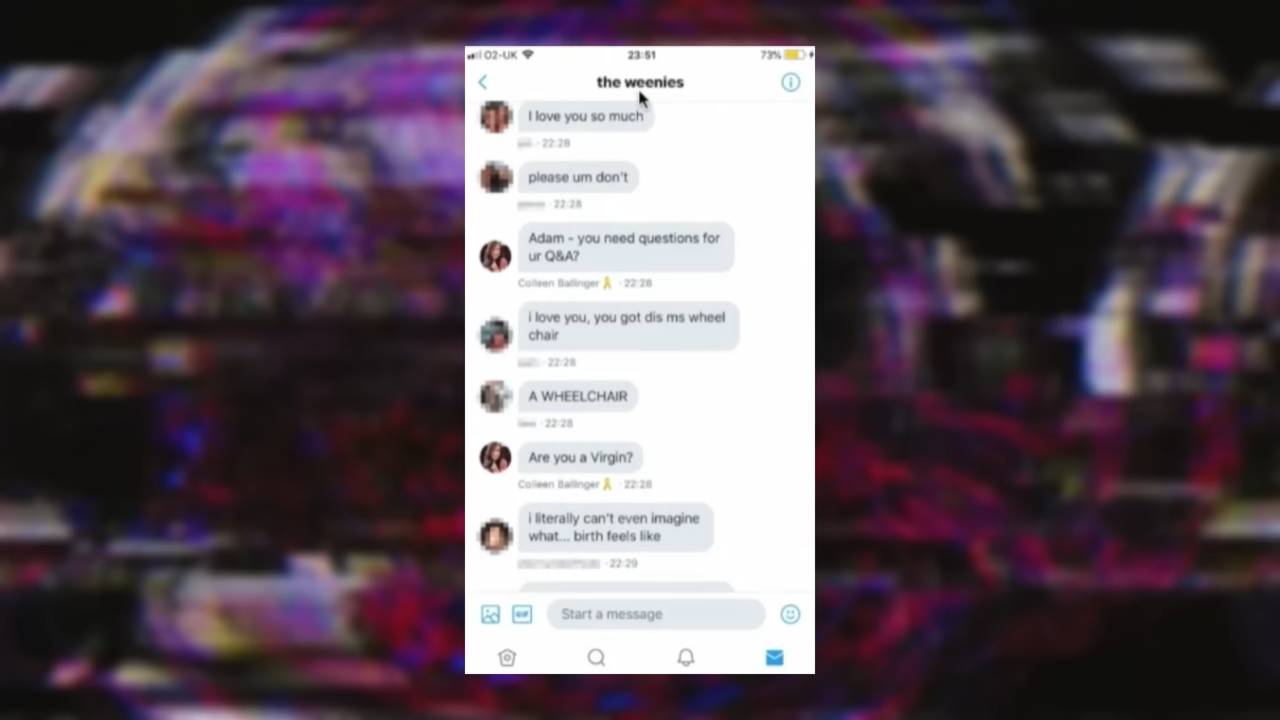 O2-UK
23:51
73%
the weenies
I love you so much
· 22:28
please um don't
· 22:28
Adam - you need questions for
ur Q&A?
Colleen Ballinger 🎗 · 22:28
i love you, you got dis ms wheel
chair
· 22:28
A WHEELCHAIR
· 22:28
Are you a Virgin?
Colleen Ballinger 🎗 · 22:28
i literally can't even imagine
what... birth feels like
· 22:29
GIF
Start a message